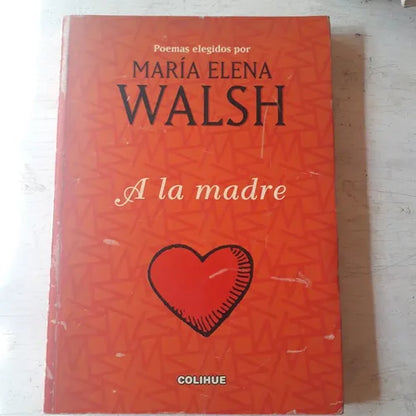 Poemas elegidos por
MARÍA ELENA
WALSH
A la madre
COLIHUE